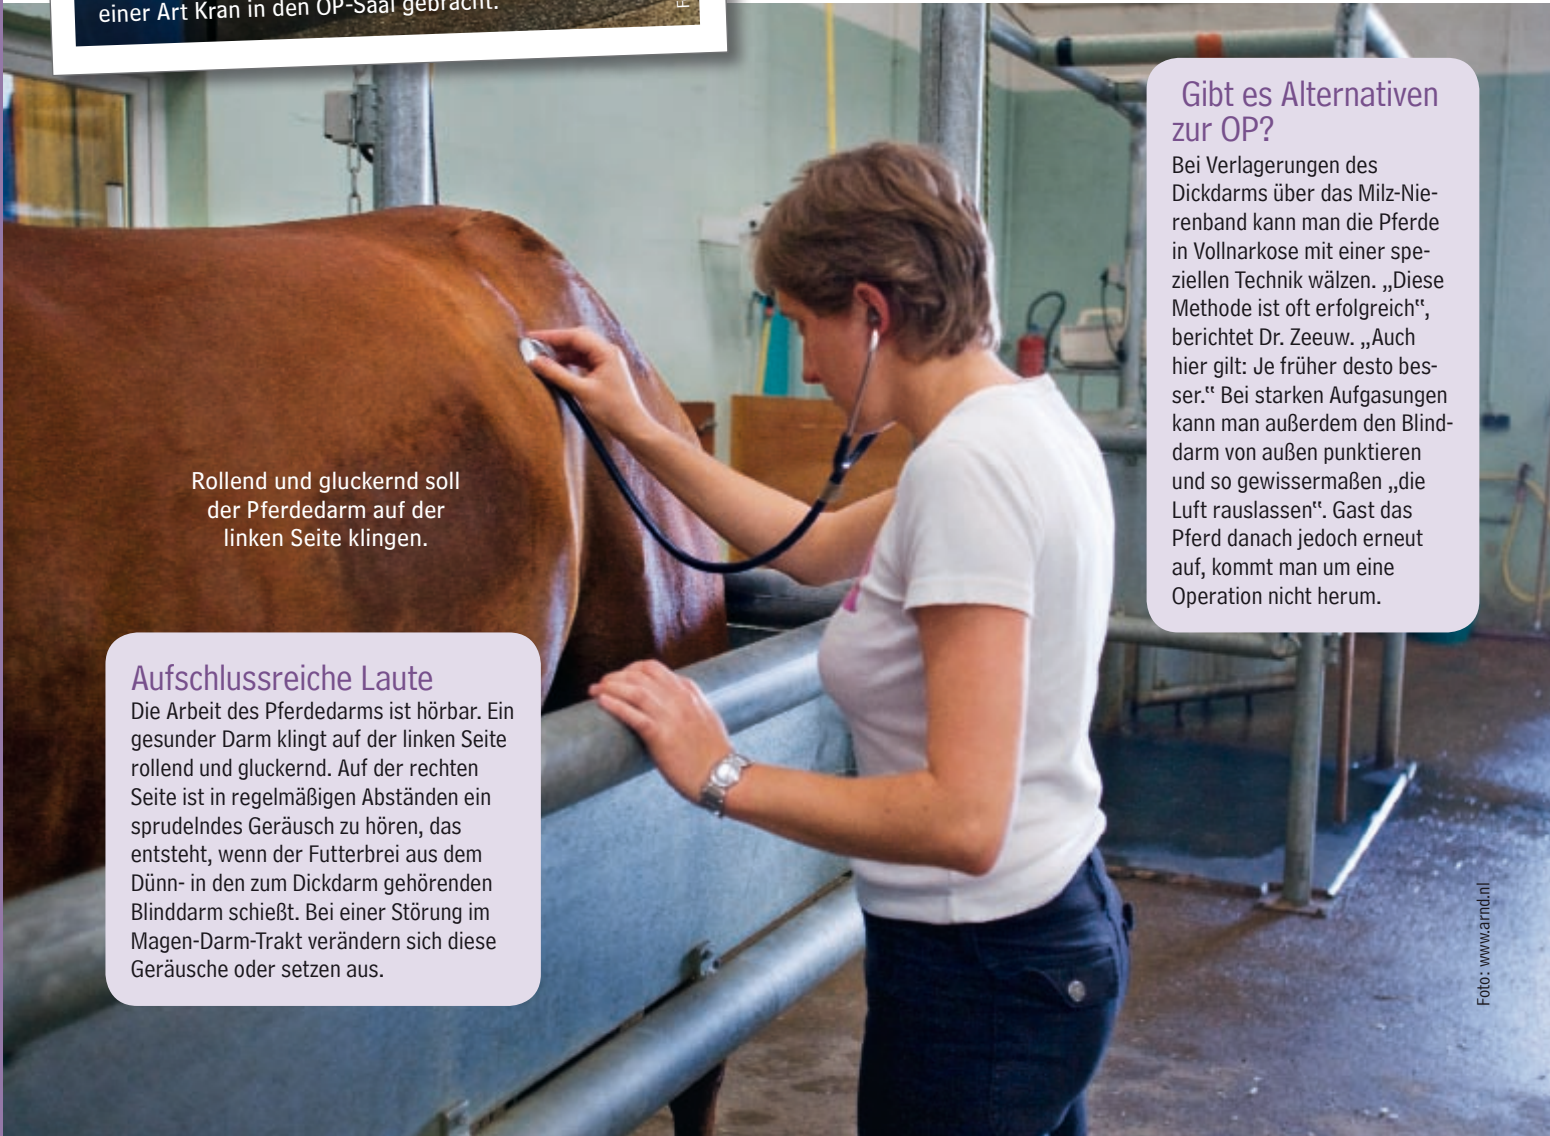 einer Art Kran in den OP-Saal gebracht.
Gibt es Alternativen
zur OP?
Bei Verlagerungen des
Dickdarms über das Milz-Nie-
renband kann man die Pferde
in Vollnarkose mit einer spe-
ziellen Technik wälzen. „Diese
Methode ist oft erfolgreich“,
berichtet Dr. Zeeuw. „Auch
hier gilt: Je früher desto bes-
ser.“ Bei starken Aufgasungen
kann man außerdem den Blind-
darm von außen punktieren
und so gewissermaßen „die
Luft rauslassen“. Gast das
Pferd danach jedoch erneut
auf, kommt man um eine
Operation nicht herum.
Rollend und gluckernd soll
der Pferdedarm auf der
linken Seite klingen.
Aufschlussreiche Laute
Die Arbeit des Pferdedarms ist hörbar. Ein
gesunder Darm klingt auf der linken Seite
rollend und gluckernd. Auf der rechten
Seite ist in regelmäßigen Abständen ein
sprudelndes Geräusch zu hören, das
entsteht, wenn der Futterbrei aus dem
Dünn- in den zum Dickdarm gehörenden
Blinddarm schießt. Bei einer Störung im
Magen-Darm-Trakt verändern sich diese
Geräusche oder setzen aus.
Foto: www.arnd.nl